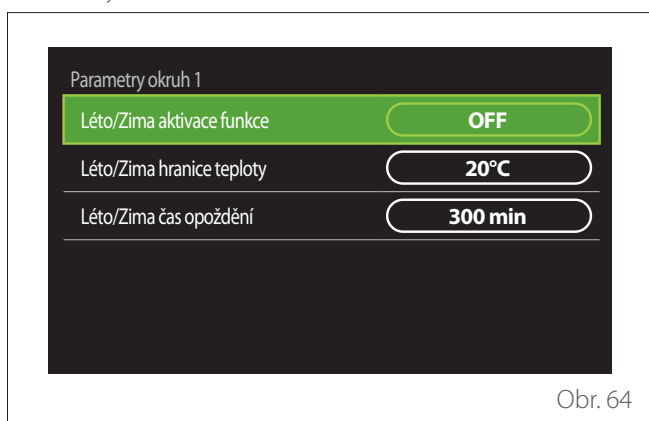 Parametry okruh 1
Léto/Zima aktivace funkce OFF
Léto/Zima hranice teploty 20°C
Léto/Zima čas opoždění 300 min
Obr. 64